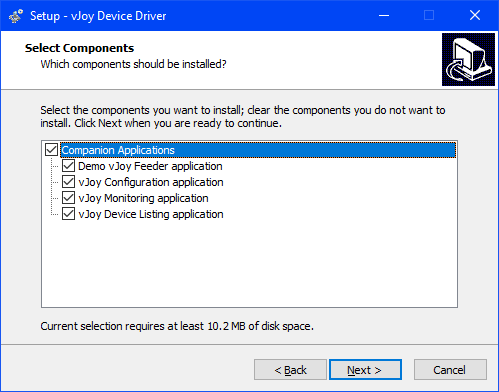 Setup - vJoy Device Driver
Select Components
Which components should be installed?
Select the components you want to install; clear the components you do not want to
install. Click Next when you are ready to continue.
Companion Applications
Demo vJoy Feeder application
vJoy Configuration application
vJoy Monitoring application
vJoy Device Listing application
Current selection requires at least 10.2 MB of disk space.
< Back
Next >
Cancel